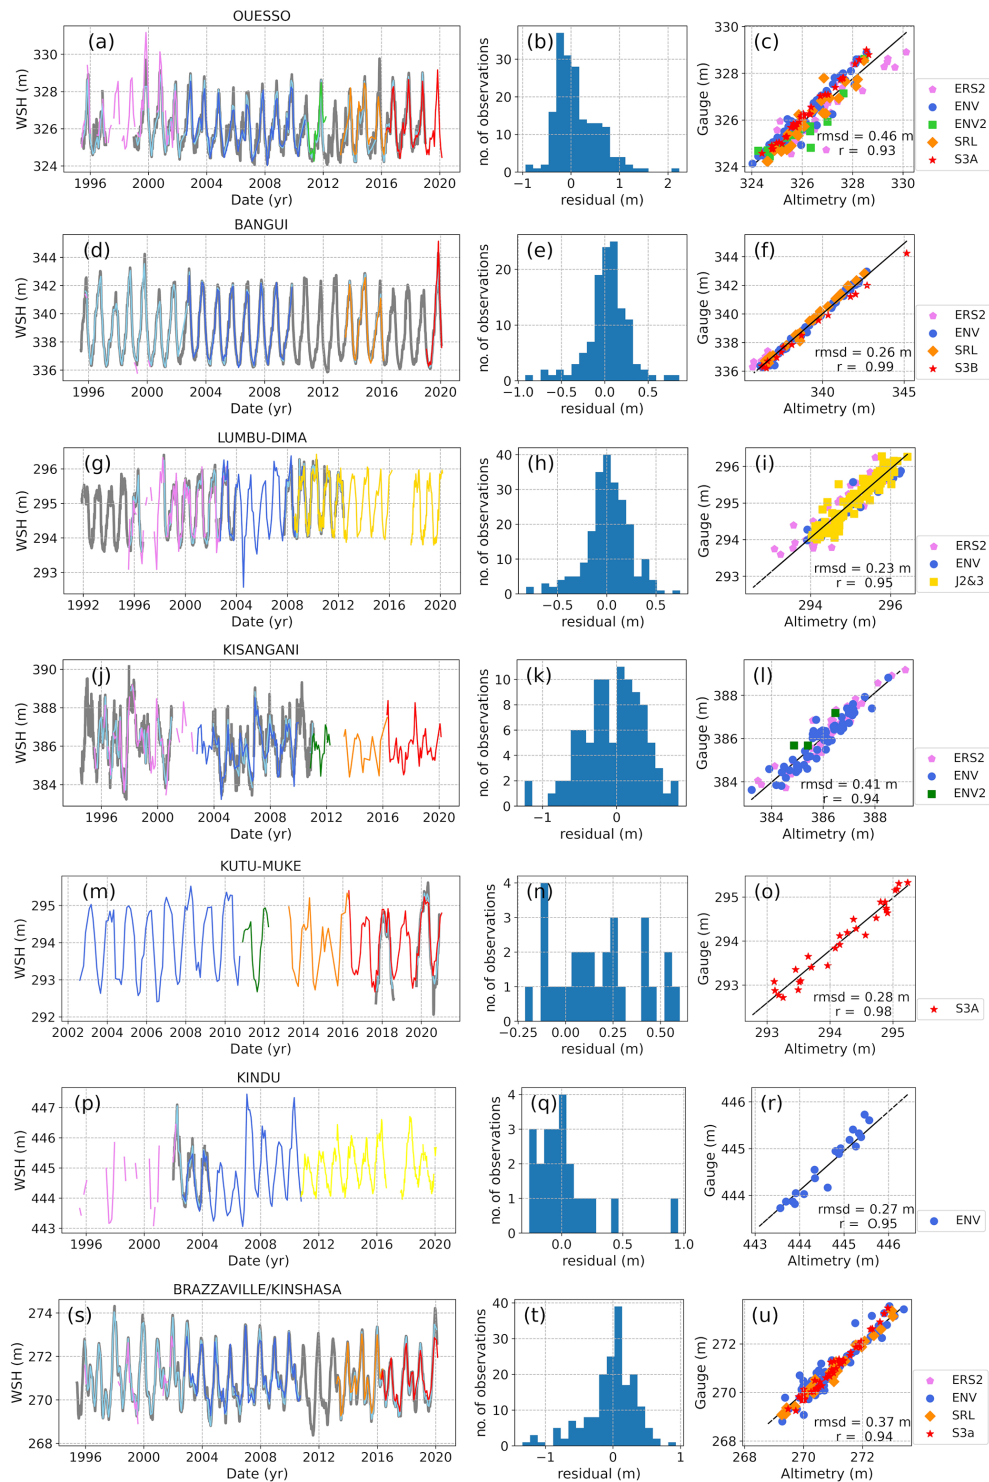 OUESSO
(a)
WSH (m)
330
328
326
324
1996 2000 2004 2008 2012 2016 2020
Date (yr)
(b)
no. of observations
30
20
10
0
−1 0 1 2
residual (m)
(c)
Gauge (m)
330
328
326
324
rmsd = 0.46 m
r = 0.93
324 326 328 330
Altimetry (m)
ERS2
ENV
ENV2
SRL
S3A
BANGUI
(d)
WSH (m)
344
342
340
338
336
1996 2000 2004 2008 2012 2016 2020
Date (yr)
(e)
no. of observations
20
10
0
−1.0 −0.5 0.0 0.5
residual (m)
(f)
Gauge (m)
344
342
340
338
336
rmsd = 0.26 m
r = 0.99
340 345
Altimetry (m)
ERS2
ENV
SRL
S3B
LUMBU-DIMA
(g)
WSH (m)
296
295
294
293
1992 1996 2000 2004 2008 2012 2016 2020
Date (yr)
(h)
no. of observations
40
30
20
10
0
−0.5 0.0 0.5
residual (m)
(i)
Gauge (m)
296
295
294
293
rmsd = 0.23 m
r = 0.95
294 296
Altimetry (m)
ERS2
ENV
J2&3
KISANGANI
(j)
WSH (m)
390
388
386
384
1996 2000 2004 2008 2012 2016 2020
Date (yr)
(k)
no. of observations
10
8
6
4
2
0
−1 0
residual (m)
(l)
Gauge (m)
388
386
384
rmsd = 0.41 m
r = 0.94
384 386 388
Altimetry (m)
ERS2
ENV
ENV2
KUTU-MUKE
(m)
WSH (m)
295
294
293
292
2002 2004 2006 2008 2010 2012 2014 2016 2018 2020
Date (yr)
(n)
no. of observations
4
3
2
1
0
−0.25 0.00 0.25 0.50
residual (m)
(o)
Gauge (m)
295
294
293
rmsd = 0.28 m
r = 0.98
293 294 295
Altimetry (m)
S3A
KINDU
(p)
WSH (m)
447
446
445
444
443
1996 2000 2004 2008 2012 2016 2020
Date (yr)
(q)
no. of observations
4
3
2
1
0
0.0 0.5 1.0
residual (m)
(r)
Gauge (m)
446
445
444
rmsd = 0.27 m
r = 0.95
443 444 445 446
Altimetry (m)
ENV
BRAZZAVILLE/KINSHASA
(s)
WSH (m)
274
272
270
268
1996 2000 2004 2008 2012 2016 2020
Date (yr)
(t)
no. of observations
40
30
20
10
0
−1 0 1
residual (m)
(u)
Gauge (m)
272
270
268
rmsd = 0.37 m
r = 0.94
268 270 272
Altimetry (m)
ERS2
ENV
SRL
S3a